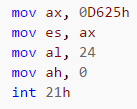 mov ax, 0D625h
mov es, ax
mov al, 24
mov ah, 0
int 21h